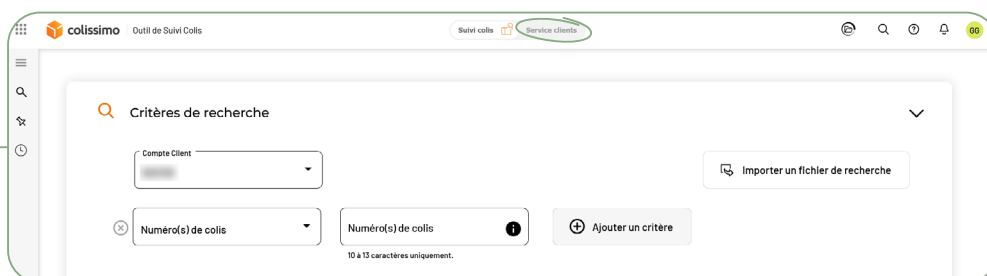 colissimo Outil de Suivi Colis Suivi colis Service clients GG
Critères de recherche
Compte Client
Importer un fichier de recherche
Numéro(s) de colis Numéro(s) de colis Ajouter un critère
10 à 13 caractères uniquement.